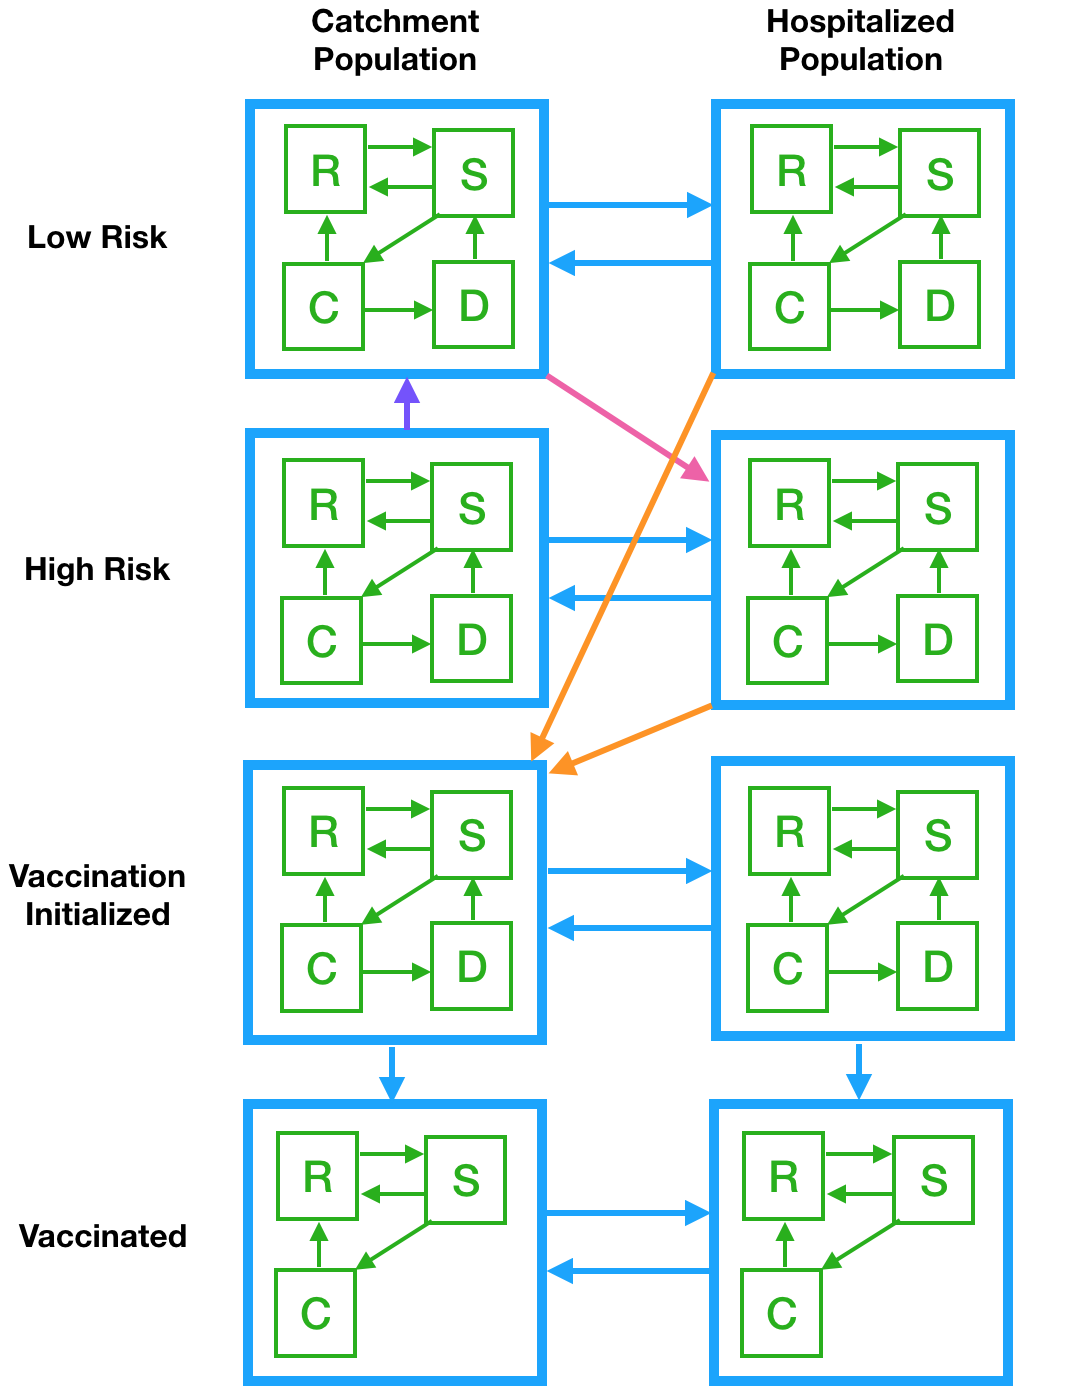 Catchment
Population
Hospitalized
Population
Low Risk
R
S
C
D
R
S
C
D
High Risk
R
S
C
D
R
S
C
D
Vaccination
Initialized
R
S
C
D
R
S
C
D
Vaccinated
R
S
C
R
S
C